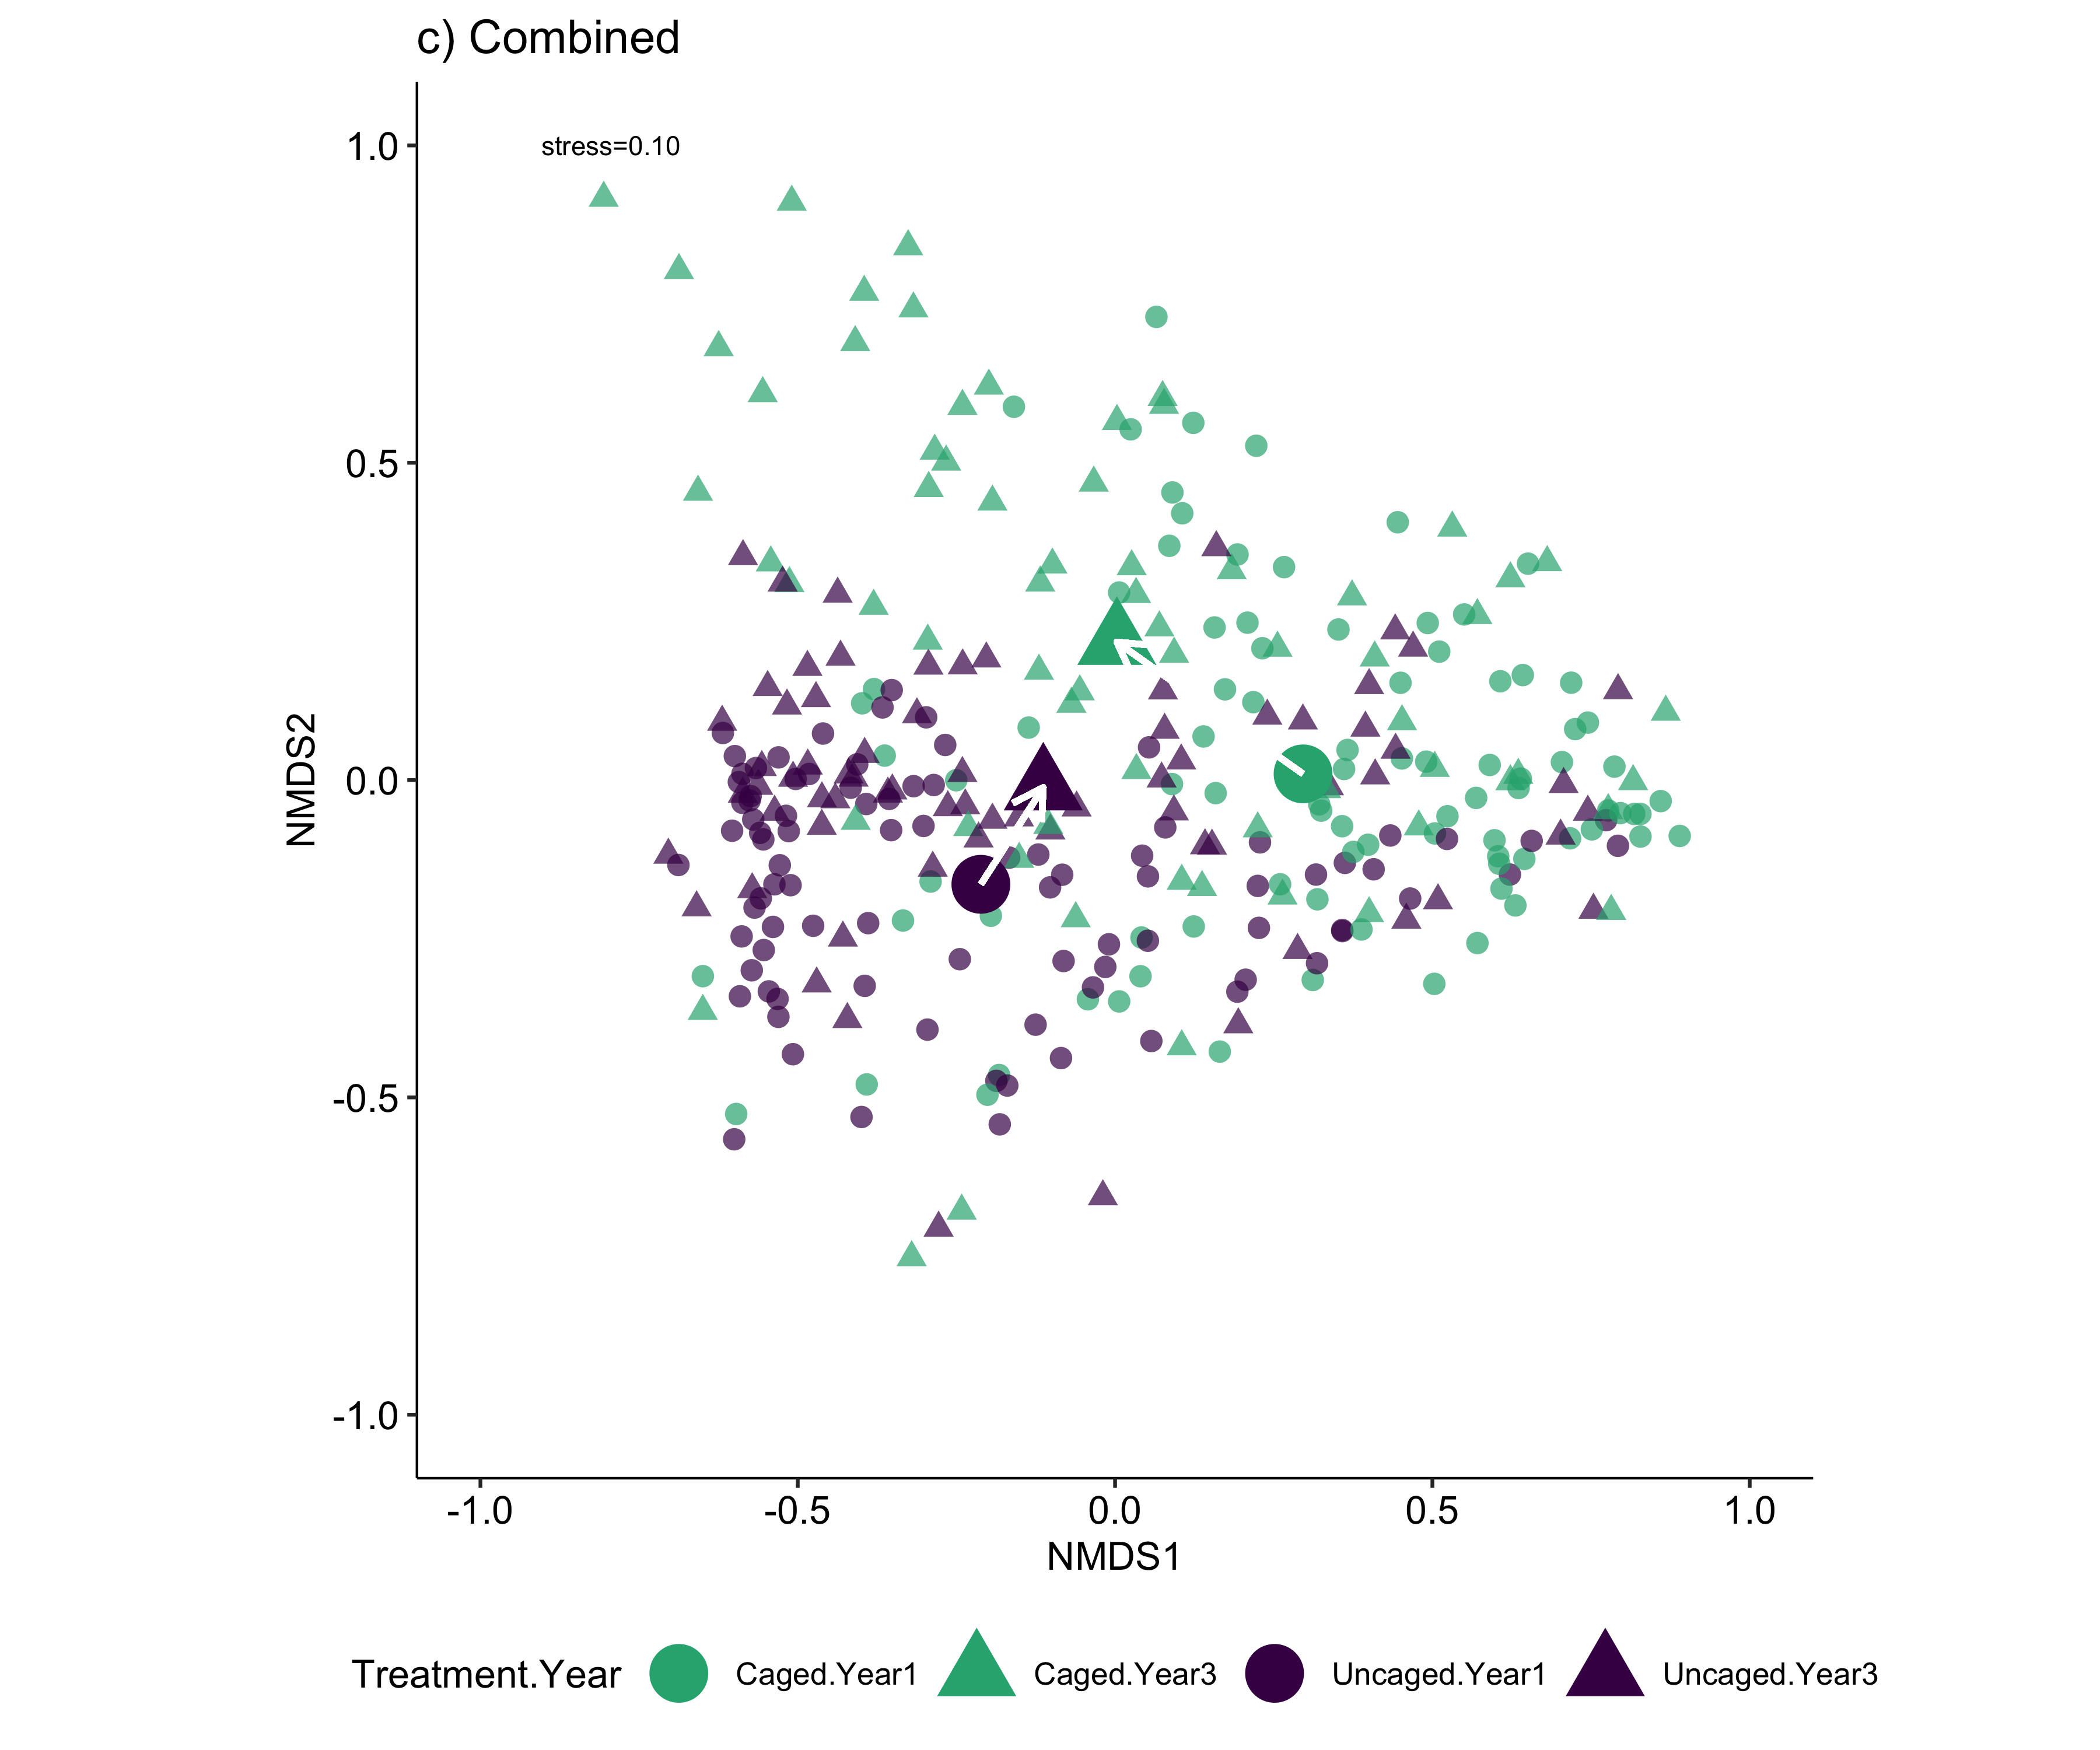 c) Combined
stress=0.10
1.0
0.5
0.0
-0.5
-1.0
NMDS2
-1.0 -0.5 0.0 0.5 1.0
NMDS1
Treatment.Year Caged.Year1 Caged.Year3 Uncaged.Year1 Uncaged.Year3